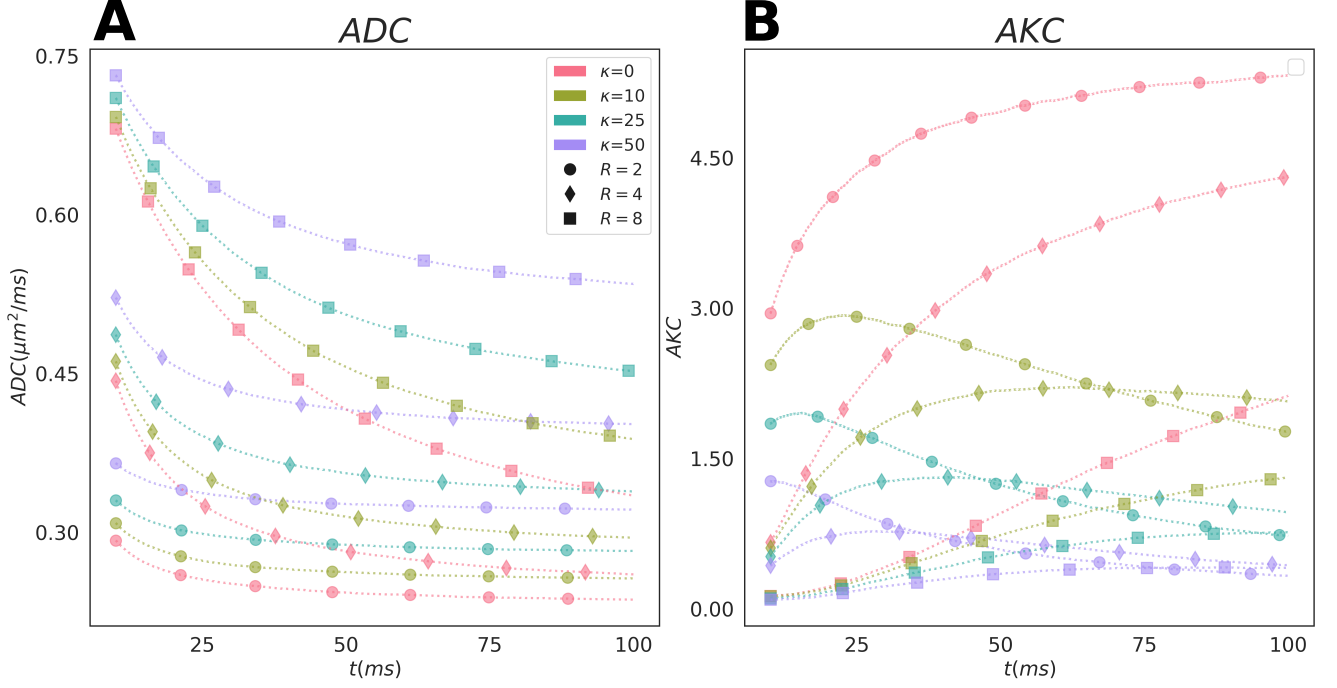 A
ADC
0.75
0.60
0.45
0.30
ADC(μm²/ms)
κ=0
κ=10
κ=25
κ=50
R = 2
R = 4
R = 8
25 50 75 100
t(ms)
B
AKC
4.50
3.00
1.50
0.00
AKC
25 50 75 100
t(ms)